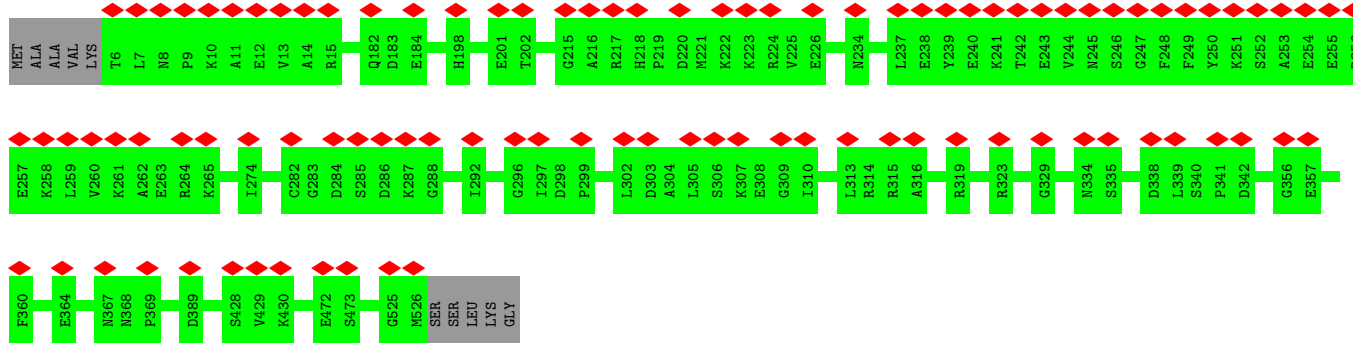 MET ALA ALA VAL LYS T6 L7 N8 P9 K10 A11 E12 V13 A14 R15 Q182 D183 E184 H198 E201 T202 G215 A216 R217 H218 P219 D220 M221 K222 K223 R224 V225 E226 N234 L237 E238 Y239 E240 K241 T242 E243 V244 N245 S246 G247 F248 F249 Y250 K251 S252 A253 E254 E255
E257 K258 L259 V260 K261 A262 E263 R264 K265 I274 C282 G283 D284 S285 D286 K287 G288 I292 G296 I297 D298 P299 L302 D303 A304 L305 S306 K307 E308 G309 I310 L313 R314 R315 A316 R319 R323 G329 N334 S335 D338 L339 S340 P341 D342 G356 E357
F360 E364 N367 N368 P369 D389 S428 V429 K430 E472 S473 G525 M526 SER SER LEU LYS GLY